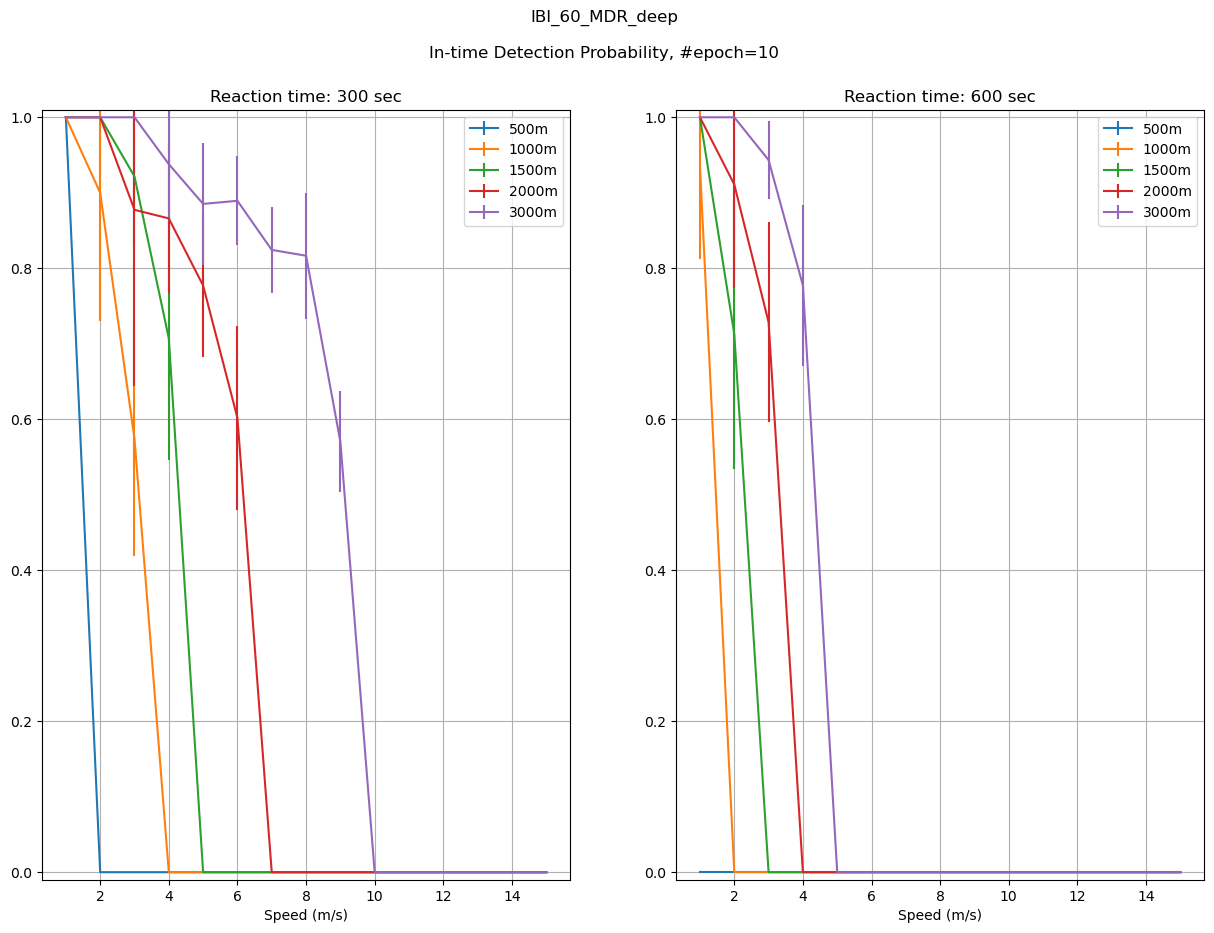 IBI_60_MDR_deep
In-time Detection Probability, #epoch=10
Reaction time: 300 sec
1.0
0.8
0.6
0.4
0.2
0.0
500m
1000m
1500m
2000m
3000m
2 4 6 8 10 12 14
Speed (m/s)
Reaction time: 600 sec
1.0
0.8
0.6
0.4
0.2
0.0
500m
1000m
1500m
2000m
3000m
2 4 6 8 10 12 14
Speed (m/s)